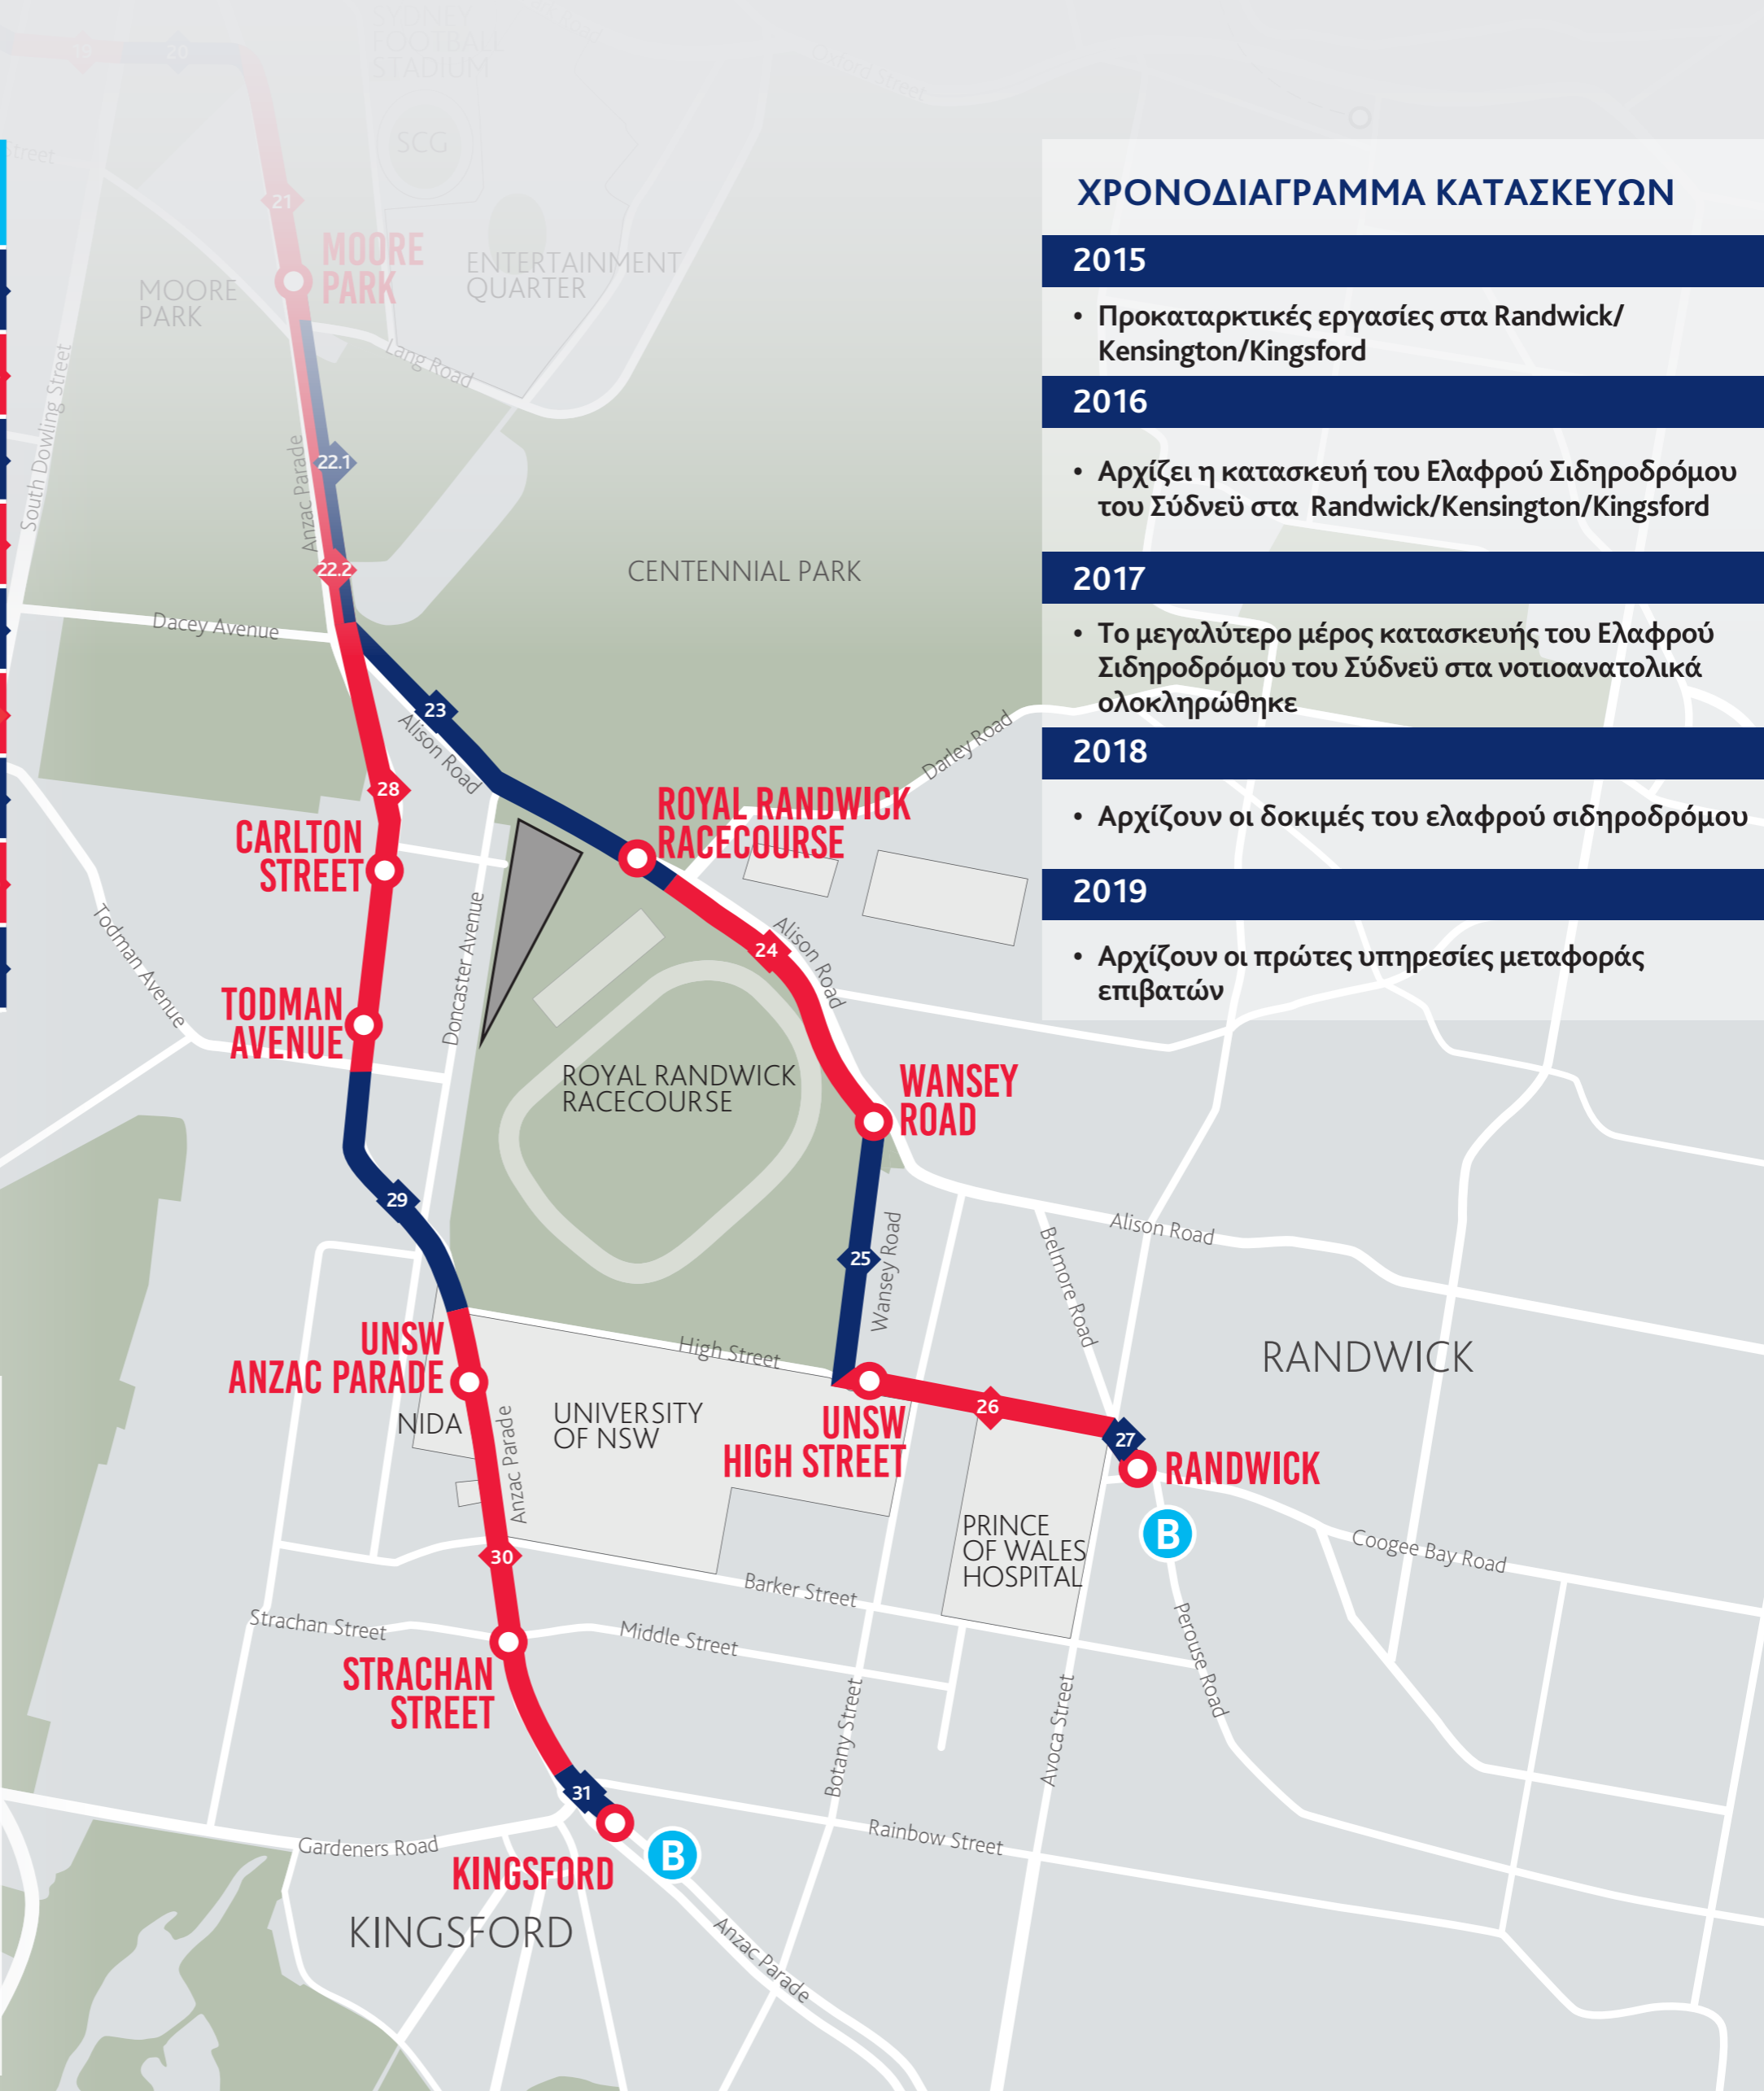 SYDNEY
FOOTBALL
STADIUM
19
20
Street
SCG
21
MOORE
PARK
MOORE
PARK
ENTERTAINMENT
QUARTER
Lang Road
South Dowling Street
Anzac Parade
22.1
22.2
CENTENNIAL PARK
Dacey Avenue
23
Alison Road
Darley Road
28
CARLTON
STREET
ROYAL RANDWICK
RACECOURSE
24
Alison Road
Todman Avenue
Doncaster Avenue
TODMAN
AVENUE
ROYAL RANDWICK
RACECOURSE
WANSEY
ROAD
29
25
Wansey Road
Belmore Road
Alison Road
UNSW
ANZAC PARADE
High Street
RANDWICK
NIDA
Anzac Parade
UNIVERSITY
OF NSW
UNSW
HIGH STREET
26
27
RANDWICK
B
PRINCE
OF WALES
HOSPITAL
Coogee Bay Road
30
Barker Street
Strachan Street
Middle Street
Perouse Road
STRACHAN
STREET
Botany Street
Avoca Street
31
Gardeners Road
Rainbow Street
KINGSFORD
B
KINGSFORD
Anzac Parade
ΧΡΟΝΟΔΙΑΓΡΑΜΜΑ ΚΑΤΑΣΚΕΥΩΝ
2015
• Προκαταρκτικές εργασίες στα Randwick/
Kensington/Kingsford
2016
• Αρχίζει η κατασκευή του Ελαφρού Σιδηροδρόμου
του Σύδνεϋ στα Randwick/Kensington/Kingsford
2017
• Το μεγαλύτερο μέρος κατασκευής του Ελαφρού
Σιδηροδρόμου του Σύδνεϋ στα νοτιοανατολικά
ολοκληρώθηκε
2018
• Αρχίζουν οι δοκιμές του ελαφρού σιδηροδρόμου
2019
• Αρχίζουν οι πρώτες υπηρεσίες μεταφοράς
επιβατών